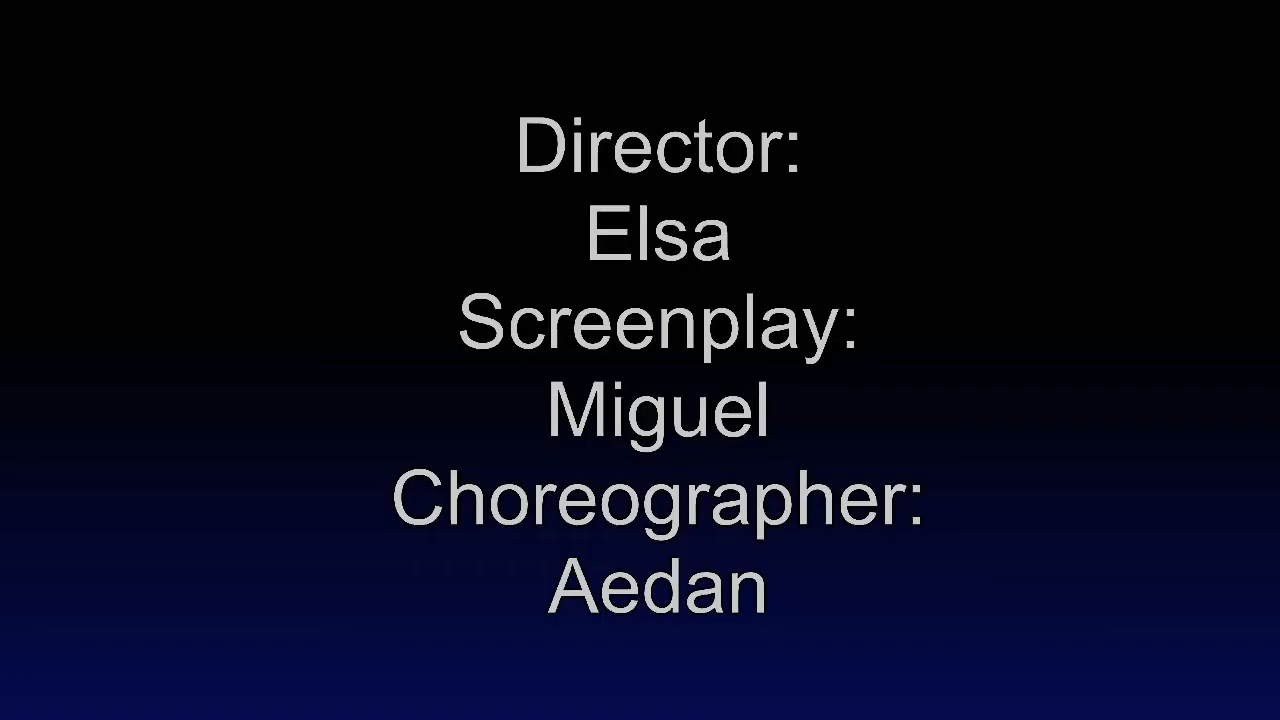 Director:
Elsa
Screenplay:
Miguel
Choreographer:
Aedan